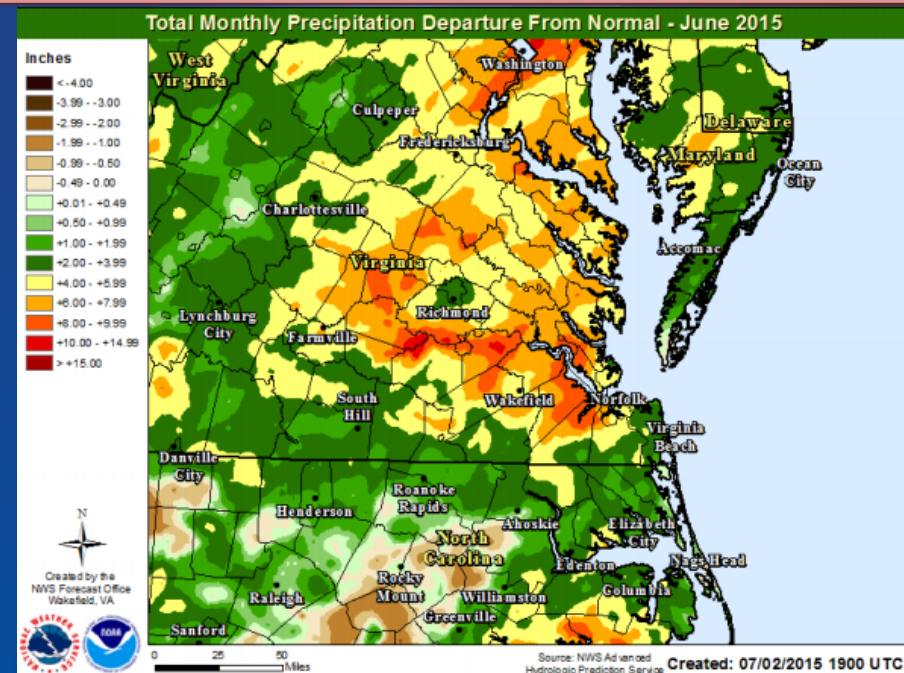 Total Monthly Precipitation Departure From Normal - June 2015
Inches
< -4.00
-3.99 - -3.00
-2.99 - -2.00
-1.99 - -1.00
-0.99 - -0.50
-0.49 - 0.00
+0.01 - +0.49
+0.50 - +0.99
+1.00 - +1.99
+2.00 - +3.99
+4.00 - +5.99
+6.00 - +7.99
+8.00 - +9.99
+10.00 - +14.99
> +15.00
West
Virginia
Washington
Culpeper
Delaware
Fredericksburg
Maryland
Ocean
City
Charlottesville
Accomac
Virginia
Richmond
Lynchburg
City
Farmville
South
Hill
Wakefield
Norfolk
Virginia
Beach
Danville
City
Roanoke
Rapids
Henderson
Ahoskie
Elizabeth
City
North
Carolina
Edenton
Nags Head
Rocky
Mount
Columbia
Raleigh
Williamston
Greenville
Sanford
N
Created by the
NWS Forecast Office
Wakefield, VA
NOAA
0 25 50
Miles
Source: NWS Advanced
Hydrologic Prediction Service
Created: 07/02/2015 1900 UTC